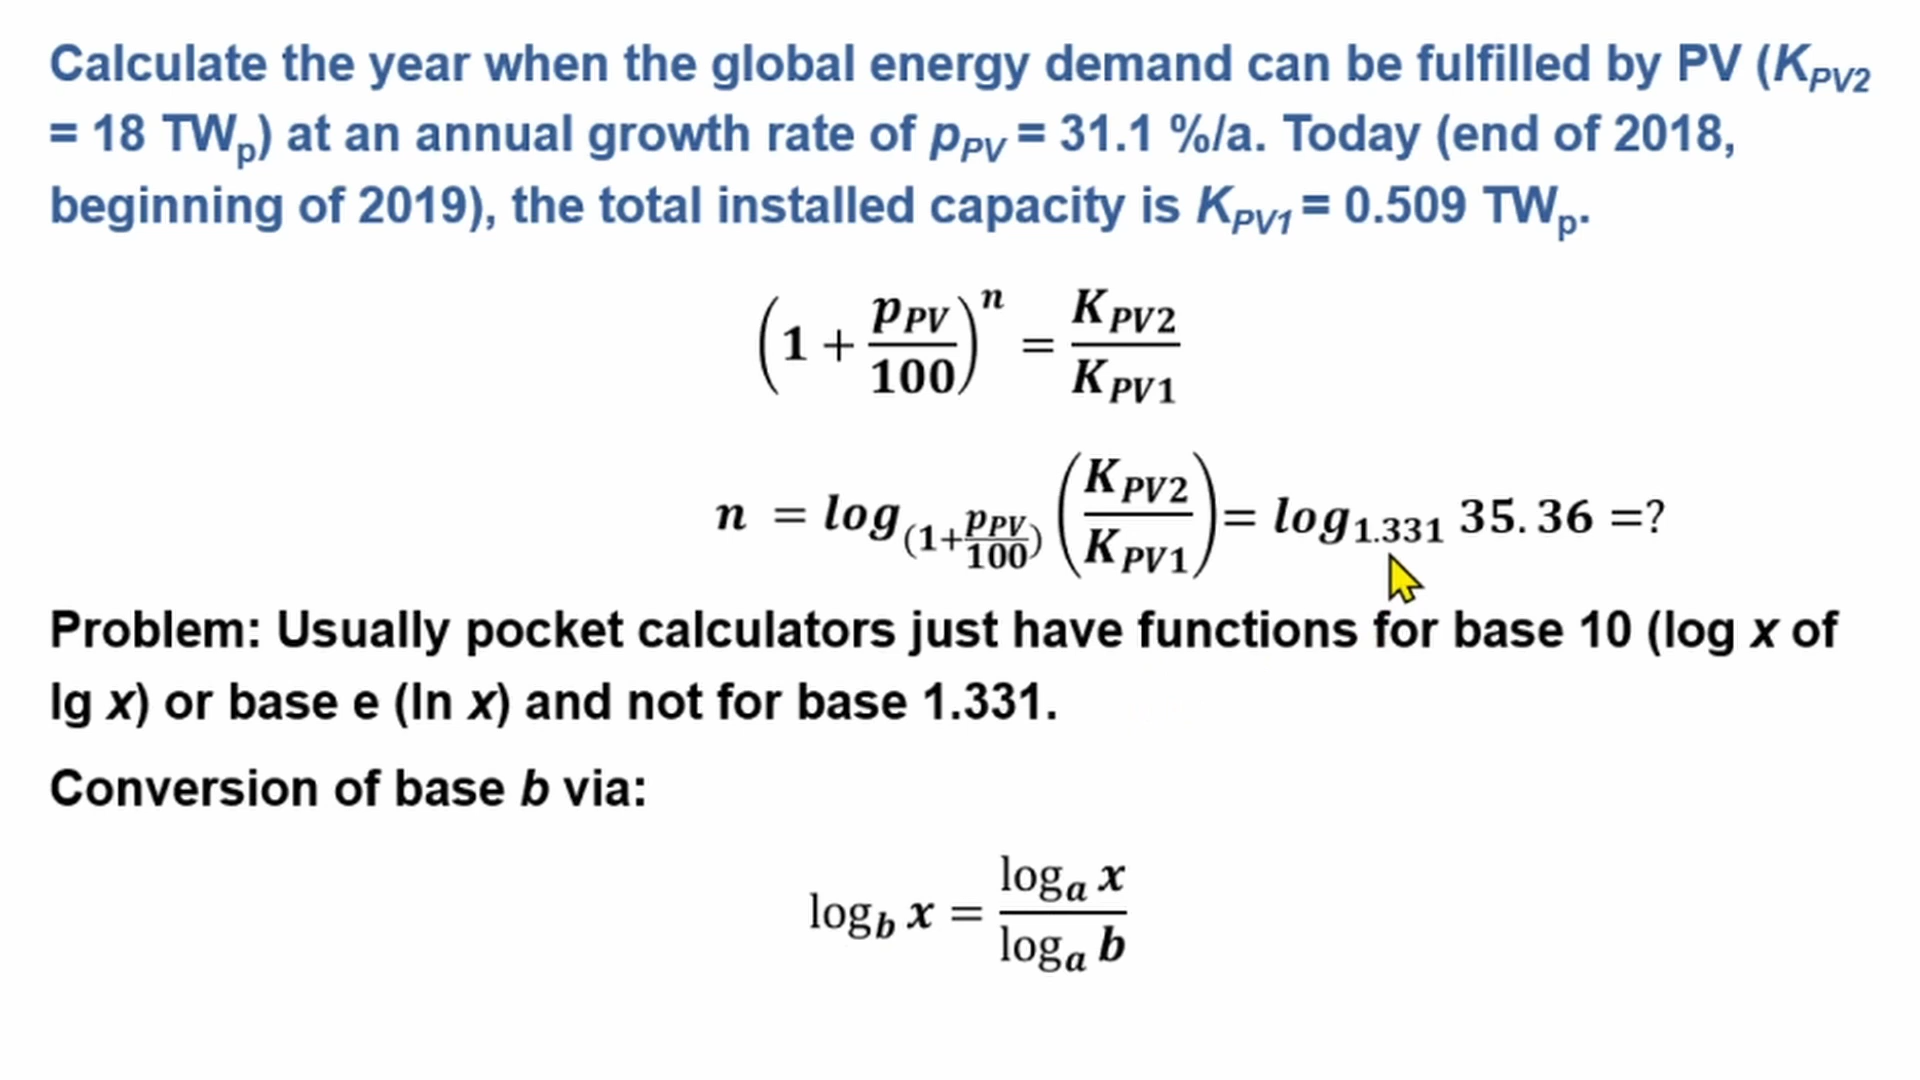 Calculate the year when the global energy demand can be fulfilled by PV (K_PV2
= 18 TW_p) at an annual growth rate of p_PV = 31.1 %/a. Today (end of 2018,
beginning of 2019), the total installed capacity is K_PV1 = 0.509 TW_p.
(1 + p_PV/100)^n = K_PV2/K_PV1
n = log_(1+p_PV/100) (K_PV2/K_PV1) = log_1.331 35.36 =?
Problem: Usually pocket calculators just have functions for base 10 (log x of
lg x) or base e (ln x) and not for base 1.331.
Conversion of base b via:
log_b x = log_a x / log_a b